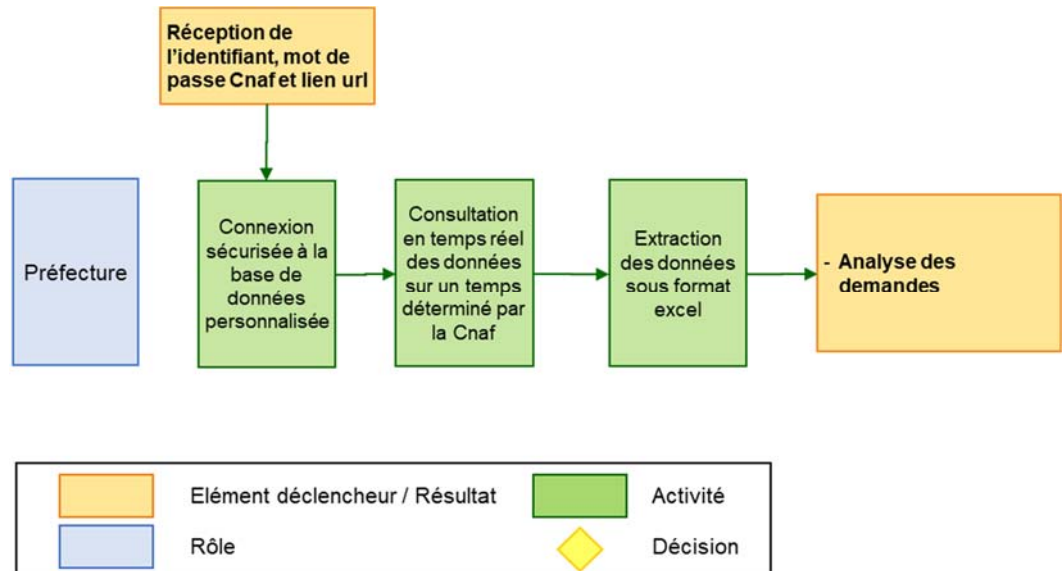 Réception de
l'identifiant, mot de
passe Cnaf et lien url
Préfecture
Connexion
sécurisée à la
base de
données
personnalisée
Consultation
en temps réel
des données
sur un temps
déterminé par
la Cnaf
Extraction
des données
sous format
excel
- Analyse des
demandes
Elément déclencheur / Résultat
Activité
Rôle
Décision